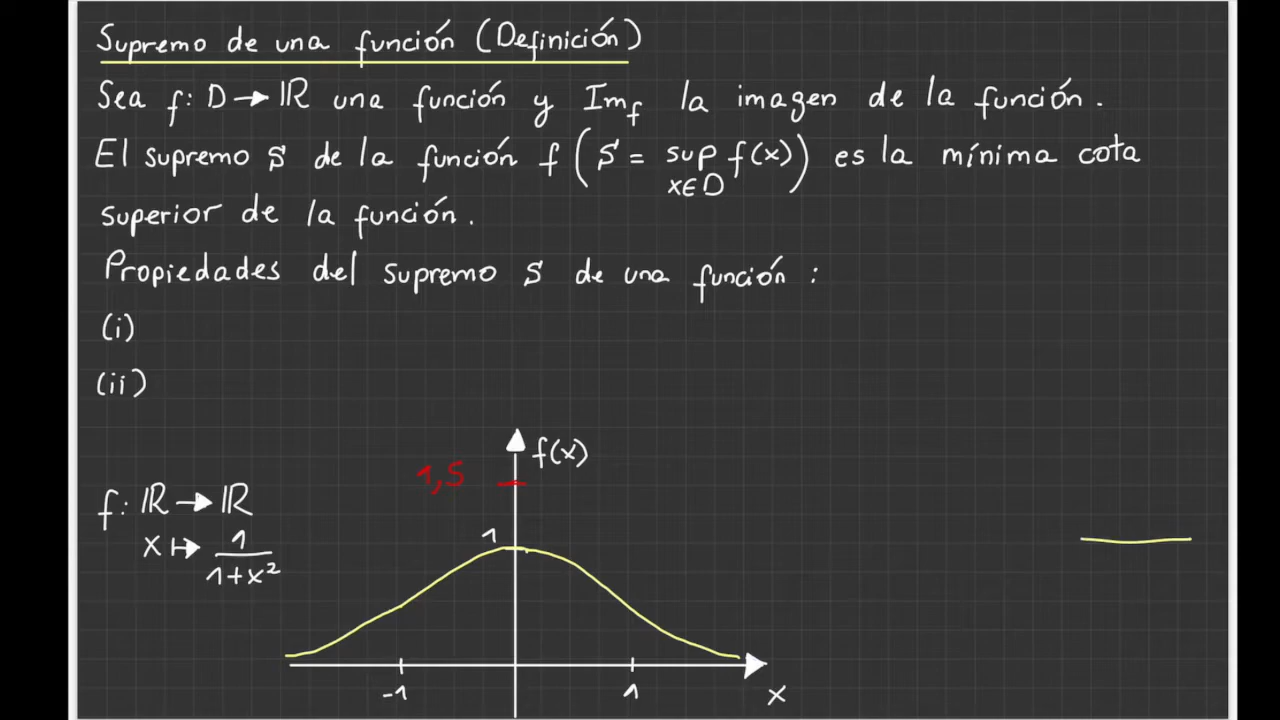 Supremo de una función (Definición)
Sea f: D → ℝ una función y Im_f la imagen de la función.
El supremo S de la función f (S = sup_{x∈D} f(x)) es la mínima cota
superior de la función.
Propiedades del supremo S de una función:
(i)
(ii)
f(x)
1,5
f: ℝ → ℝ
1
x ↦ 1/(1+x²)
-1
1
x